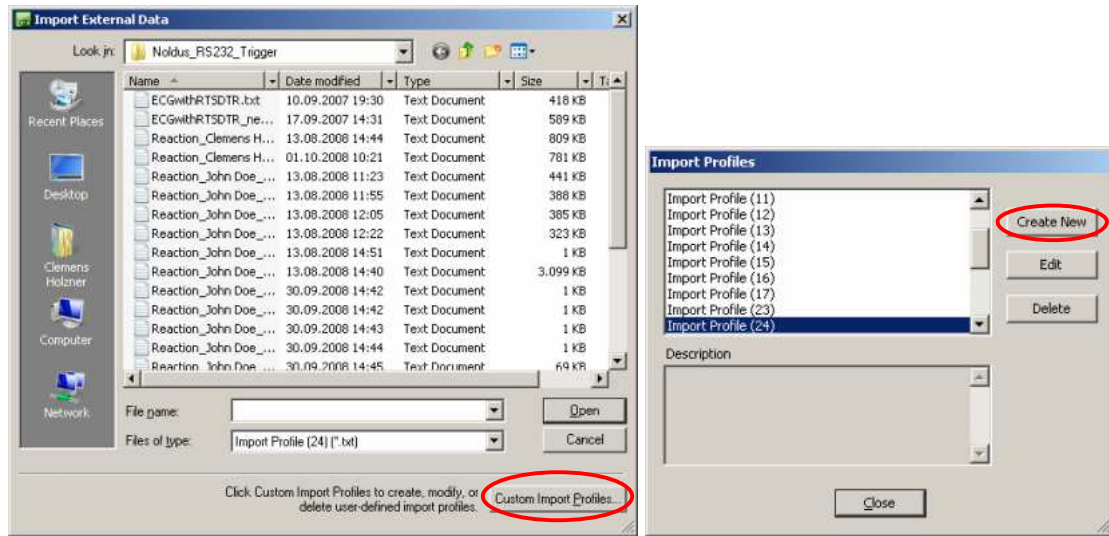 Import External Data
Look in: Noldus_RS232_Trigger
Name Date modified Type Size
ECGwithRTSDTR.txt 10.09.2007 19:30 Text Document 418 KB
ECGwithRTSDTR_ne... 17.09.2007 14:31 Text Document 589 KB
Reaction_Clemens H... 13.08.2008 14:44 Text Document 809 KB
Reaction_Clemens H... 01.10.2008 10:21 Text Document 781 KB
Reaction_John Doe_... 13.08.2008 11:23 Text Document 441 KB
Reaction_John Doe_... 13.08.2008 11:55 Text Document 388 KB
Reaction_John Doe_... 13.08.2008 12:05 Text Document 385 KB
Reaction_John Doe_... 13.08.2008 12:22 Text Document 323 KB
Reaction_John Doe_... 13.08.2008 14:51 Text Document 1 KB
Reaction_John Doe_... 13.08.2008 14:40 Text Document 3.099 KB
Reaction_John Doe_... 30.09.2008 14:42 Text Document 1 KB
Reaction_John Doe_... 30.09.2008 14:42 Text Document 1 KB
Reaction_John Doe_... 30.09.2008 14:43 Text Document 1 KB
Reaction_John Doe_... 30.09.2008 14:44 Text Document 1 KB
Reaction_John Doe_... 30.09.2008 14:45 Text Document 69 KB
Recent Places
Desktop
Clemens
Holzner
Computer
Network
File name: Open
Files of type: Import Profile (24) (*.txt) Cancel
Click Custom Import Profiles to create, modify, or
delete user-defined import profiles.
Custom Import Profiles...
Import Profiles
Import Profile (11)
Import Profile (12)
Import Profile (13)
Import Profile (14)
Import Profile (15)
Import Profile (16)
Import Profile (17)
Import Profile (23)
Import Profile (24)
Create New
Edit
Delete
Description
Close